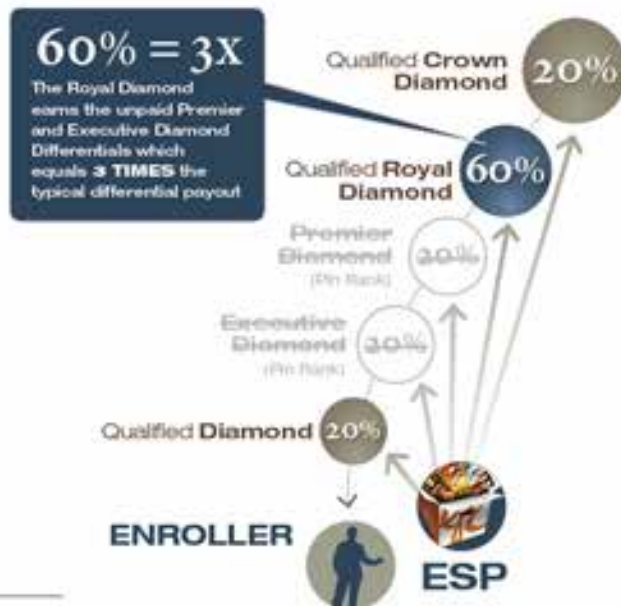 60% = 3X
The Royal Diamond
earns the unpaid Premier
and Executive Diamond
Differentials which
equals 3 TIMES the
typical differential payout
Qualified Crown
Diamond
20%
Qualified Royal
Diamond
60%
Premier
Diamond
(Pin Rank)
20%
Executive
Diamond
(Pin Rank)
20%
Qualified Diamond
20%
ENROLLER
ESP